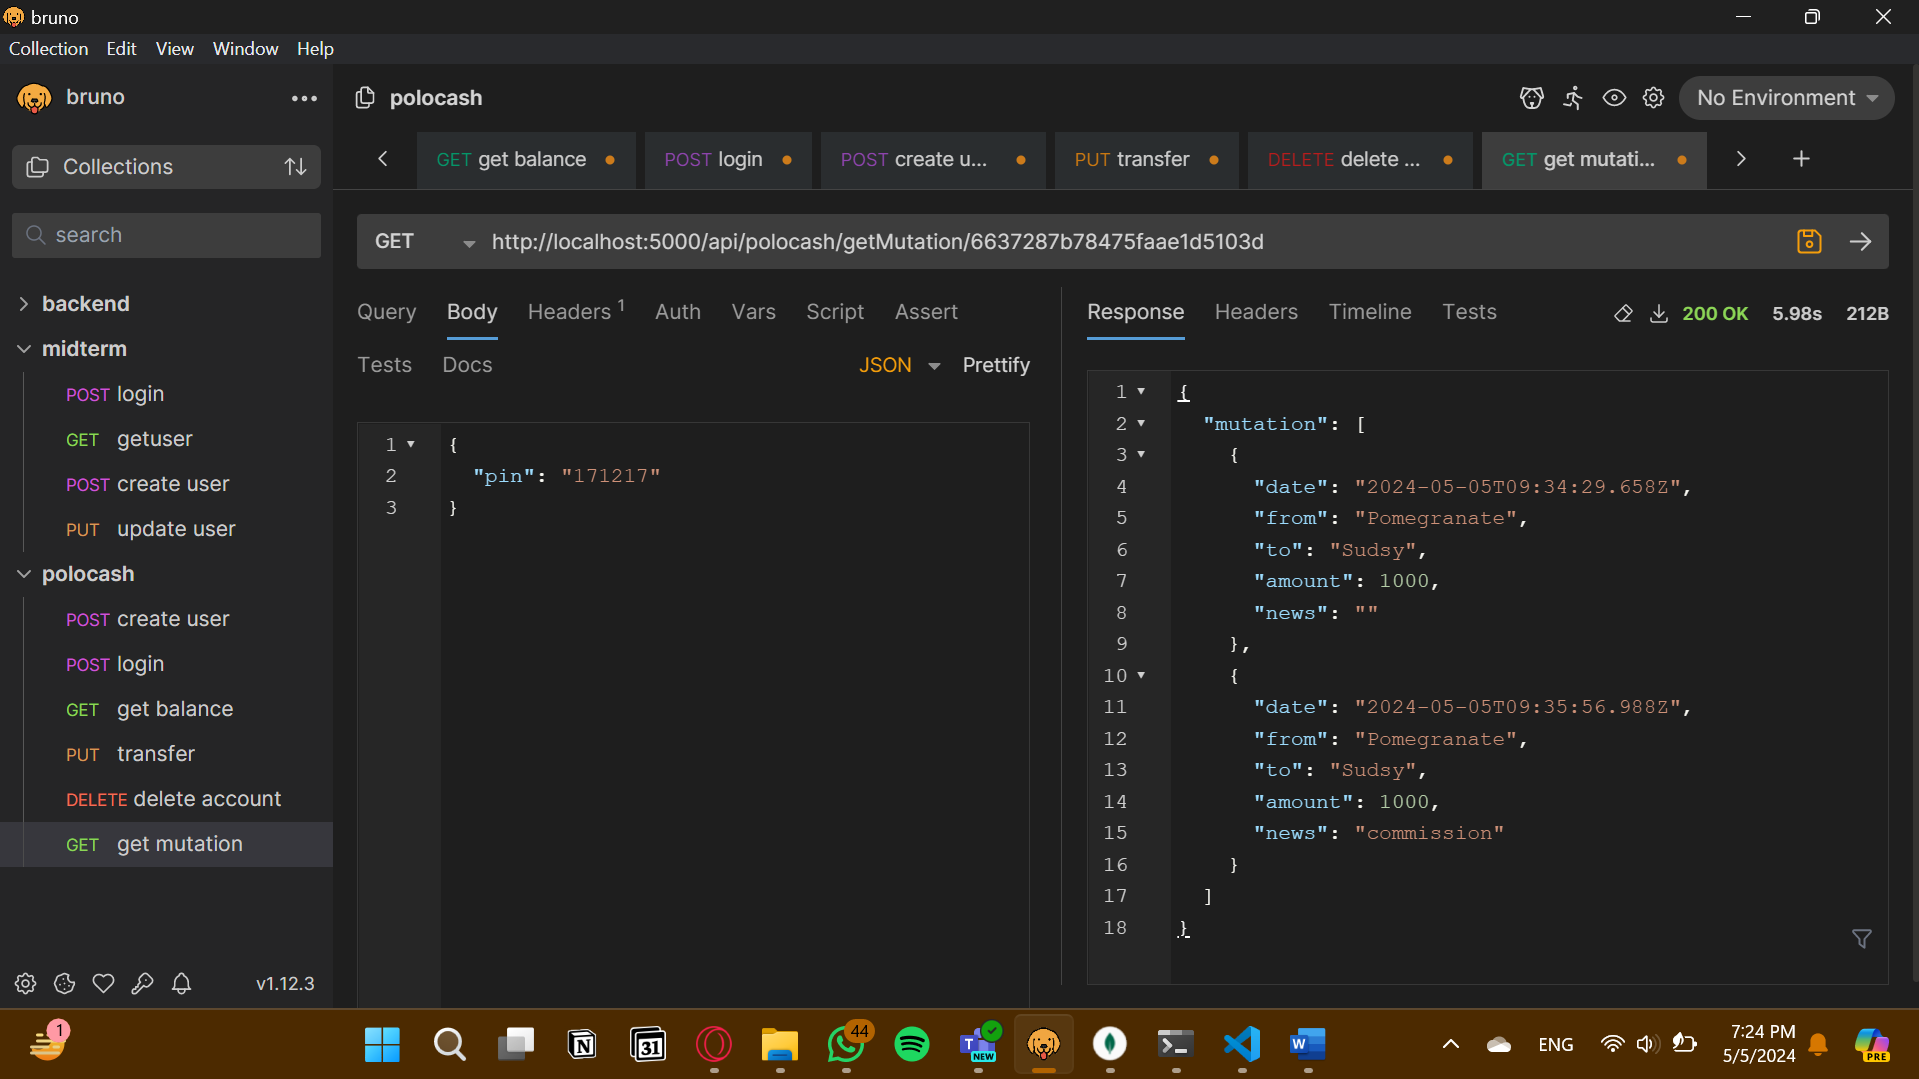 bruno
Collection Edit View Window Help
bruno
polocash
No Environment
Collections
GET get balance
POST login
POST create u...
PUT transfer
DELETE delete ...
GET get mutati...
search
GET http://localhost:5000/api/polocash/getMutation/6637287b78475faae1d5103d
backend
midterm
POST login
GET getuser
POST create user
PUT update user
polocash
POST create user
POST login
GET get balance
PUT transfer
DELETE delete account
GET get mutation
v1.12.3
Query Body Headers 1 Auth Vars Script Assert
Tests Docs JSON Prettify
1 {
2 "pin": "171217"
3 }
Response Headers Timeline Tests 200 OK 5.98s 212B
1 {
2 "mutation": [
3 {
4 "date": "2024-05-05T09:34:29.658Z",
5 "from": "Pomegranate",
6 "to": "Sudsy",
7 "amount": 1000,
8 "news": ""
9 },
10 {
11 "date": "2024-05-05T09:35:56.988Z",
12 "from": "Pomegranate",
13 "to": "Sudsy",
14 "amount": 1000,
15 "news": "commission"
16 }
17 ]
18 }
1
N
31
44
T
NEW
W
ENG
7:24 PM
5/5/2024
PRE